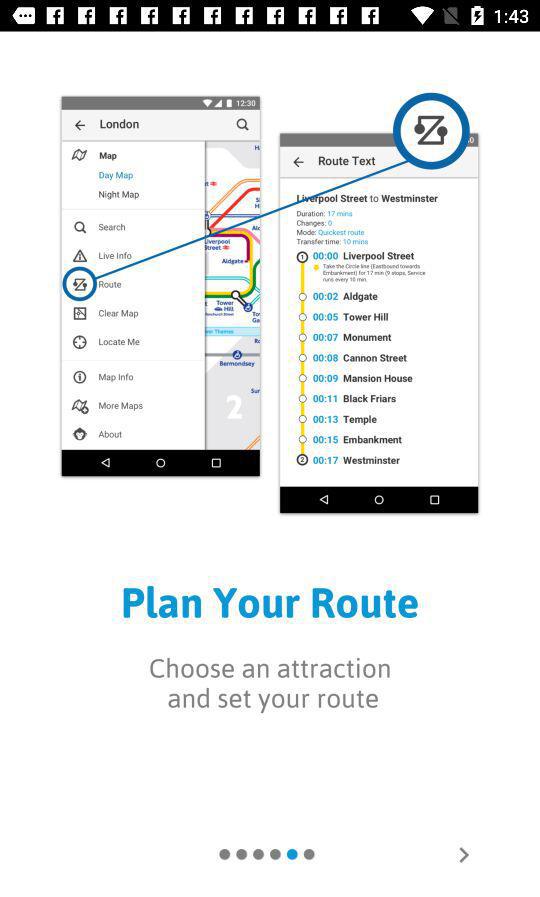 1:43
12:30
London
Map
Day Map
Night Map
Search
Live Info
Route
Clear Map
Locate Me
Map Info
More Maps
About
Liverpool
Street
Aldgate
Tower
Hill
Fenchurch Street
River Thames
Bermondsey
2
Route Text
Liverpool Street to Westminster
Duration: 17 mins
Changes: 0
Mode: Quickest route
Transfer time: 10 mins
1 00:00 Liverpool Street
Take the Circle line (Eastbound towards
Embankment) for 17 min (9 stops, Service
runs every 10 min.
00:02 Aldgate
00:05 Tower Hill
00:07 Monument
00:08 Cannon Street
00:09 Mansion House
00:11 Black Friars
00:13 Temple
00:15 Embankment
2 00:17 Westminster
Plan Your Route
Choose an attraction
and set your route